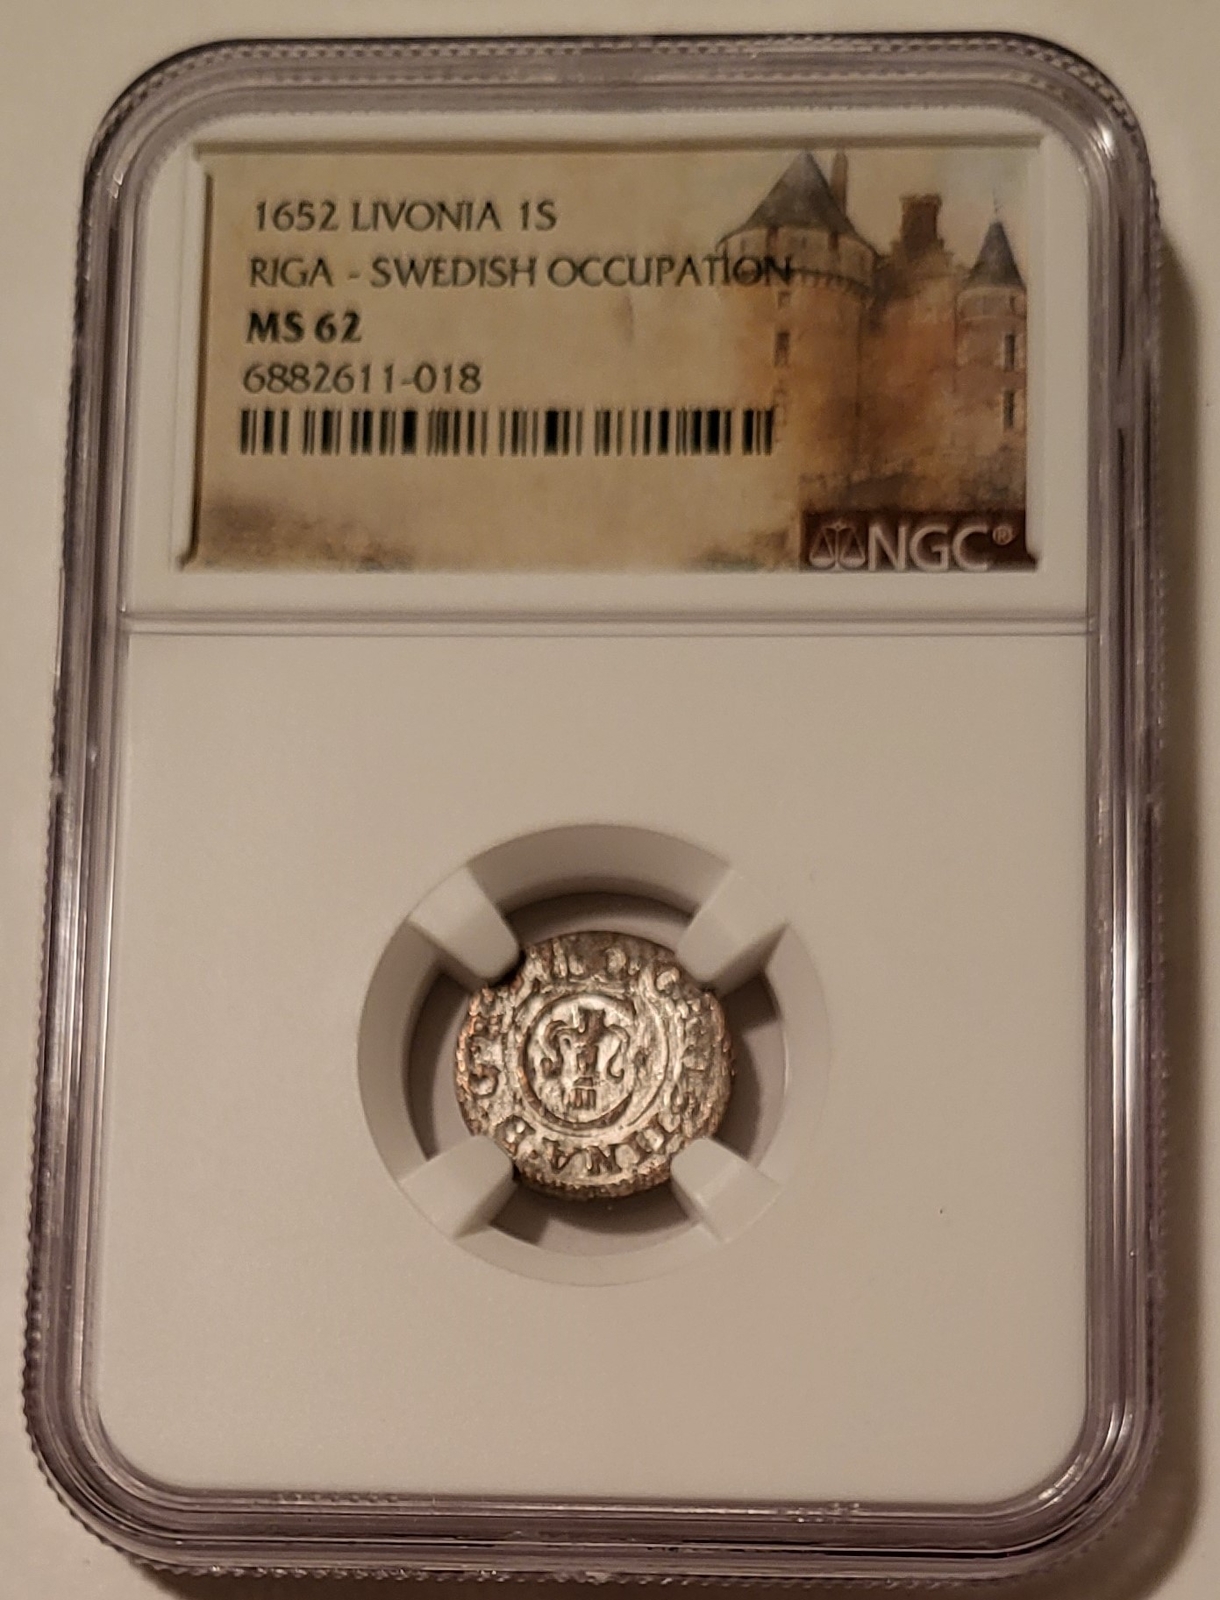 1652 LIVONIA 1S
RIGA - SWEDISH OCCUPATION
MS 62
6882611-018
NGC®